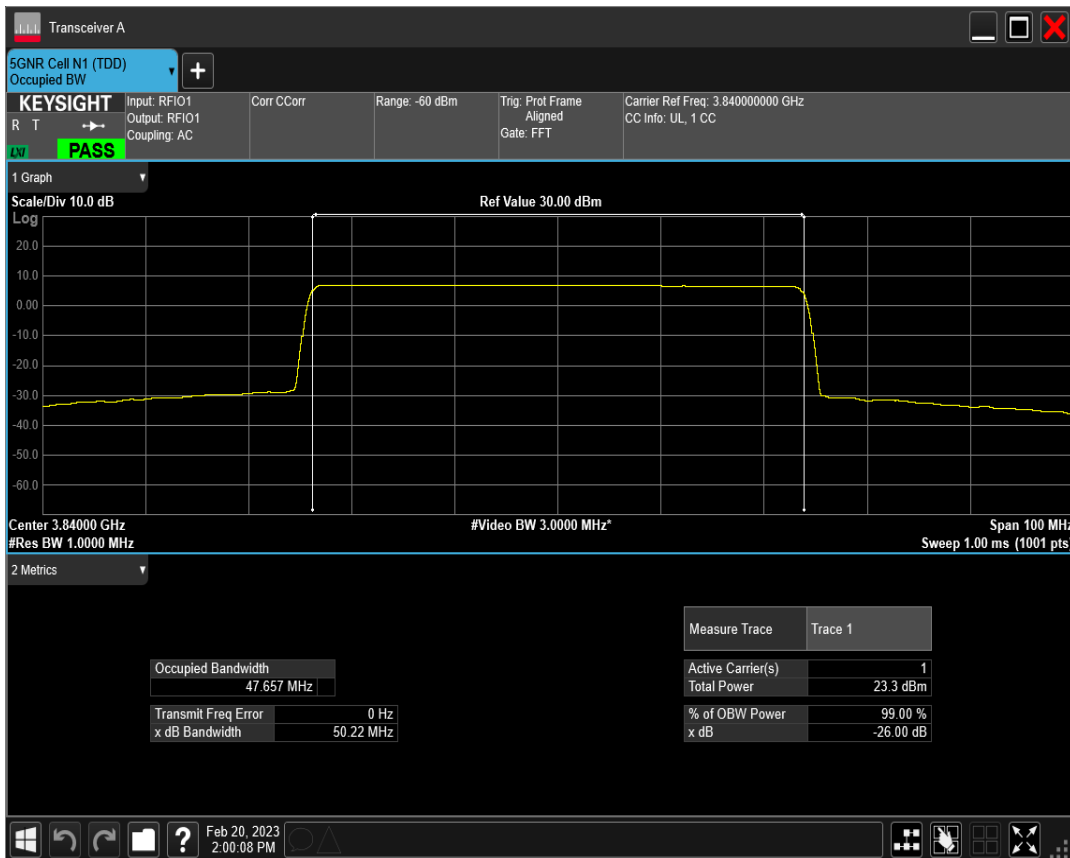 Transceiver A
5GNR Cell N1 (TDD)
Occupied BW
+
KEYSIGHT
R T
LXI
PASS
Input: RFIO1
Output: RFIO1
Coupling: AC
Corr CCorr
Range: -60 dBm
Trig: Prot Frame
Aligned
Gate: FFT
Carrier Ref Freq: 3.840000000 GHz
CC Info: UL, 1 CC
1 Graph
Scale/Div 10.0 dB
Ref Value 30.00 dBm
Log
20.0
10.0
0.00
-10.0
-20.0
-30.0
-40.0
-50.0
-60.0
Center 3.84000 GHz
#Video BW 3.0000 MHz*
Span 100 MHz
#Res BW 1.0000 MHz
Sweep 1.00 ms (1001 pts)
2 Metrics
Measure Trace Trace 1
Occupied Bandwidth
47.657 MHz
Active Carrier(s) 1
Total Power 23.3 dBm
Transmit Freq Error 0 Hz
x dB Bandwidth 50.22 MHz
% of OBW Power 99.00 %
x dB -26.00 dB
?
Feb 20, 2023
2:00:08 PM